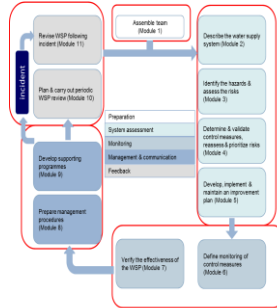 Assemble team
(Module 1)
Describe the water supply
system (Module 2)
Identify the hazards &
assess the risks
(Module 3)
Determine & validate
control measures,
reassess & prioritize risks
(Module 4)
Develop, implement &
maintain an improvement
plan (Module 5)
Define monitoring of
control measures
(Module 6)
Verify the effectiveness
of the WSP (Module 7)
Prepare management
procedures
(Module 8)
Develop supporting
programmes
(Module 9)
Plan & carry out periodic
WSP review (Module 10)
Revise WSP following
incident (Module 11)
incident
Preparation
System assessment
Monitoring
Management & communication
Feedback